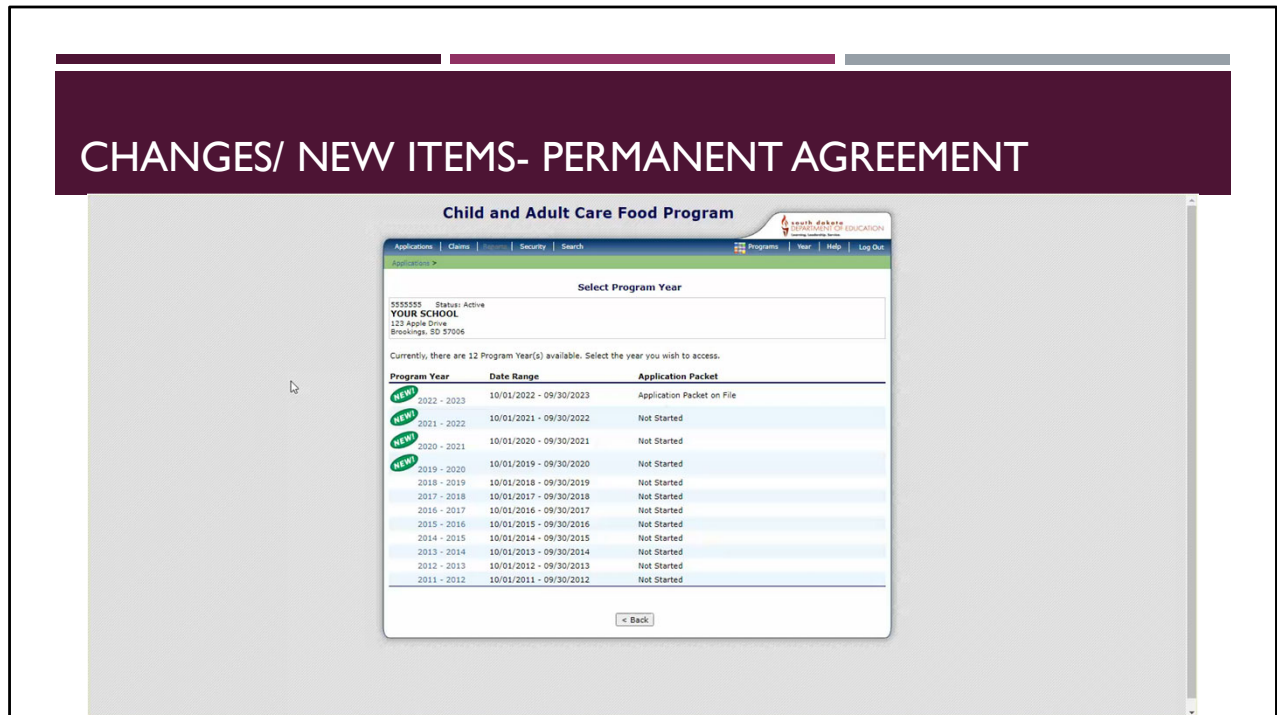 CHANGES/ NEW ITEMS- PERMANENT AGREEMENT
Child and Adult Care Food Program
south dakota
DEPARTMENT OF EDUCATION
Learning. Leadership. Service.
Applications | Claims | Reports | Security | Search Programs | Year | Help | Log Out
Applications >
Select Program Year
5555555 Status: Active
YOUR SCHOOL
123 Apple Drive
Brookings, SD 57006
Currently, there are 12 Program Year(s) available. Select the year you wish to access.
Program Year Date Range Application Packet
NEW! 2022 - 2023 10/01/2022 - 09/30/2023 Application Packet on File
NEW! 2021 - 2022 10/01/2021 - 09/30/2022 Not Started
NEW! 2020 - 2021 10/01/2020 - 09/30/2021 Not Started
NEW! 2019 - 2020 10/01/2019 - 09/30/2020 Not Started
2018 - 2019 10/01/2018 - 09/30/2019 Not Started
2017 - 2018 10/01/2017 - 09/30/2018 Not Started
2016 - 2017 10/01/2016 - 09/30/2017 Not Started
2015 - 2016 10/01/2015 - 09/30/2016 Not Started
2014 - 2015 10/01/2014 - 09/30/2015 Not Started
2013 - 2014 10/01/2013 - 09/30/2014 Not Started
2012 - 2013 10/01/2012 - 09/30/2013 Not Started
2011 - 2012 10/01/2011 - 09/30/2012 Not Started
< Back